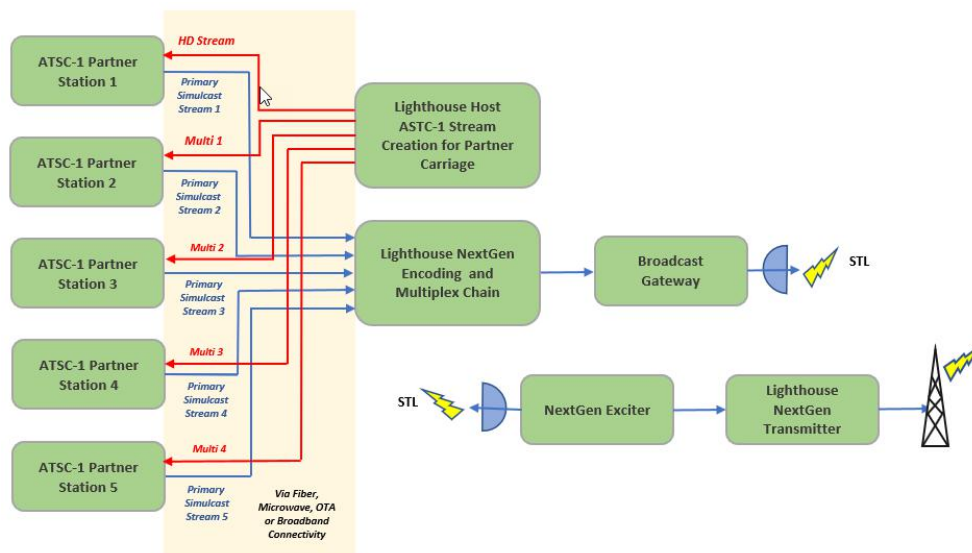 HD Stream
ATSC-1 Partner
Station 1
Primary
Simulcast
Stream 1
Lighthouse Host
ASTC-1 Stream
Creation for Partner
Carriage
Multi 1
ATSC-1 Partner
Station 2
Primary
Simulcast
Stream 2
Multi 2
ATSC-1 Partner
Station 3
Primary
Simulcast
Stream 3
Lighthouse NextGen
Encoding and
Multiplex Chain
Broadcast
Gateway
STL
Multi 3
ATSC-1 Partner
Station 4
Primary
Simulcast
Stream 4
STL
NextGen Exciter
Lighthouse
NextGen
Transmitter
Multi 4
ATSC-1 Partner
Station 5
Primary
Simulcast
Stream 5
Via Fiber,
Microwave, OTA
or Broadband
Connectivity